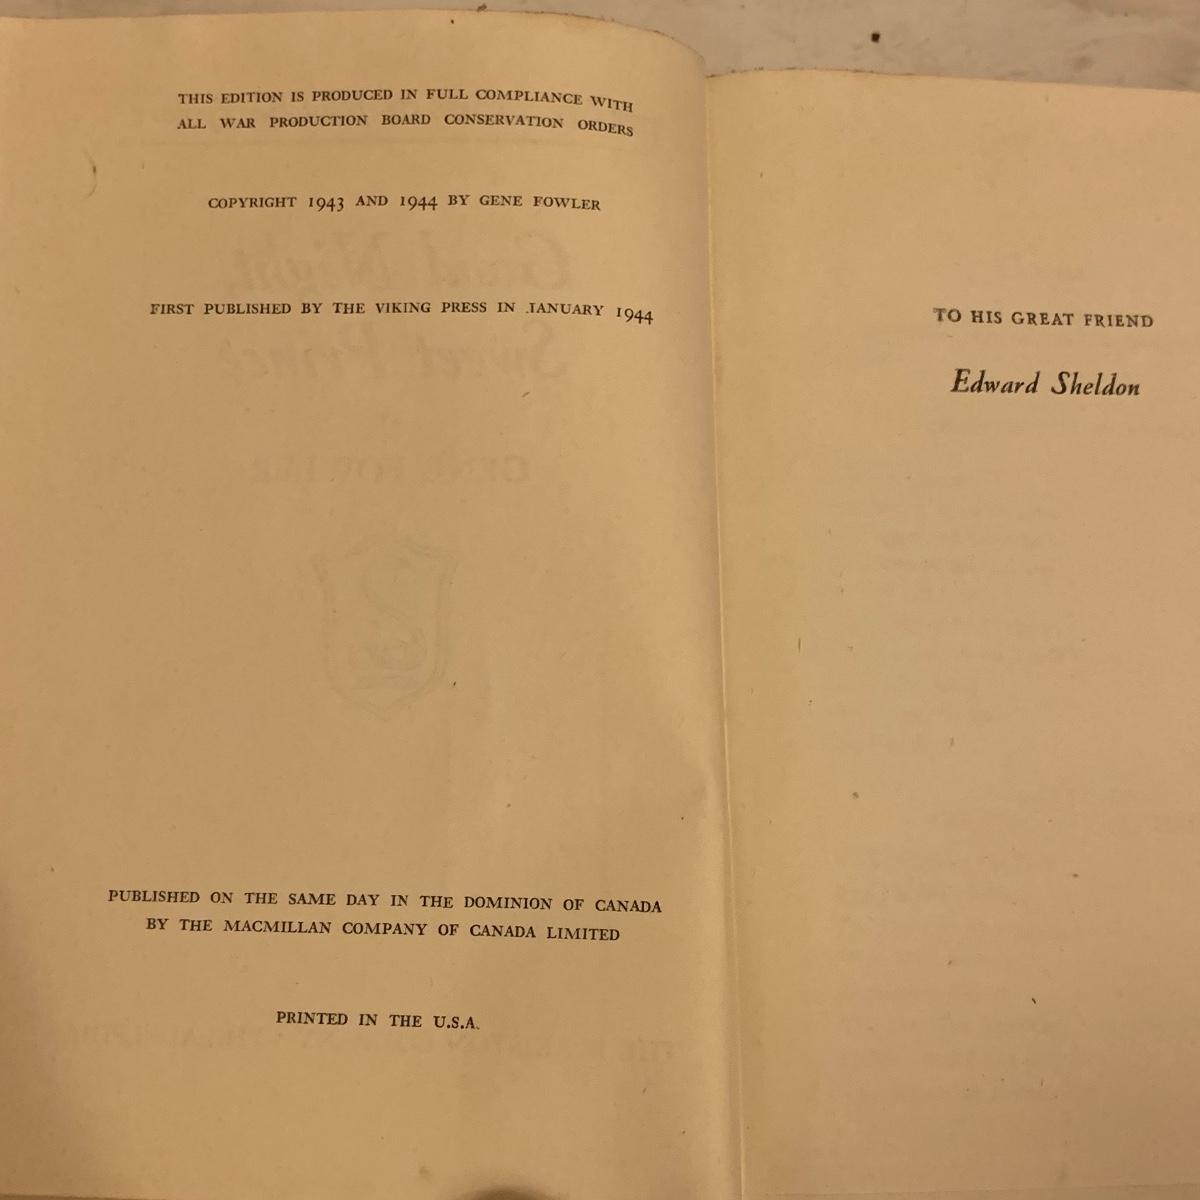 THIS EDITION IS PRODUCED IN FULL COMPLIANCE WITH
ALL WAR PRODUCTION BOARD CONSERVATION ORDERS
COPYRIGHT 1943 AND 1944 BY GENE FOWLER
FIRST PUBLISHED BY THE VIKING PRESS IN JANUARY 1944
PUBLISHED ON THE SAME DAY IN THE DOMINION OF CANADA
BY THE MACMILLAN COMPANY OF CANADA LIMITED
PRINTED IN THE U.S.A.
TO HIS GREAT FRIEND
Edward Sheldon